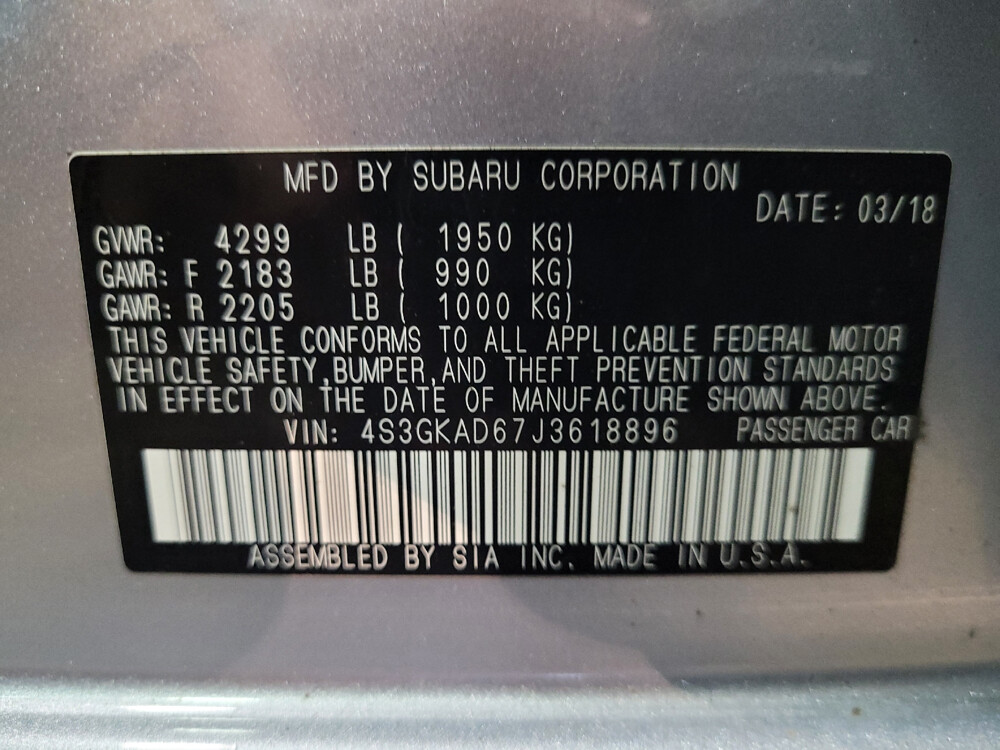 MFD BY SUBARU CORPORATION
DATE: 03/18
GVWR: 4299 LB ( 1950 KG)
GAWR: F 2183 LB ( 990 KG)
GAWR: R 2205 LB ( 1000 KG)
THIS VEHICLE CONFORMS TO ALL APPLICABLE FEDERAL MOTOR
VEHICLE SAFETY,BUMPER,AND THEFT PREVENTION STANDARDS
IN EFFECT ON THE DATE OF MANUFACTURE SHOWN ABOVE.
VIN: 4S3GKAD67J3618896 PASSENGER CAR
ASSEMBLED BY SIA INC. MADE IN U.S.A.